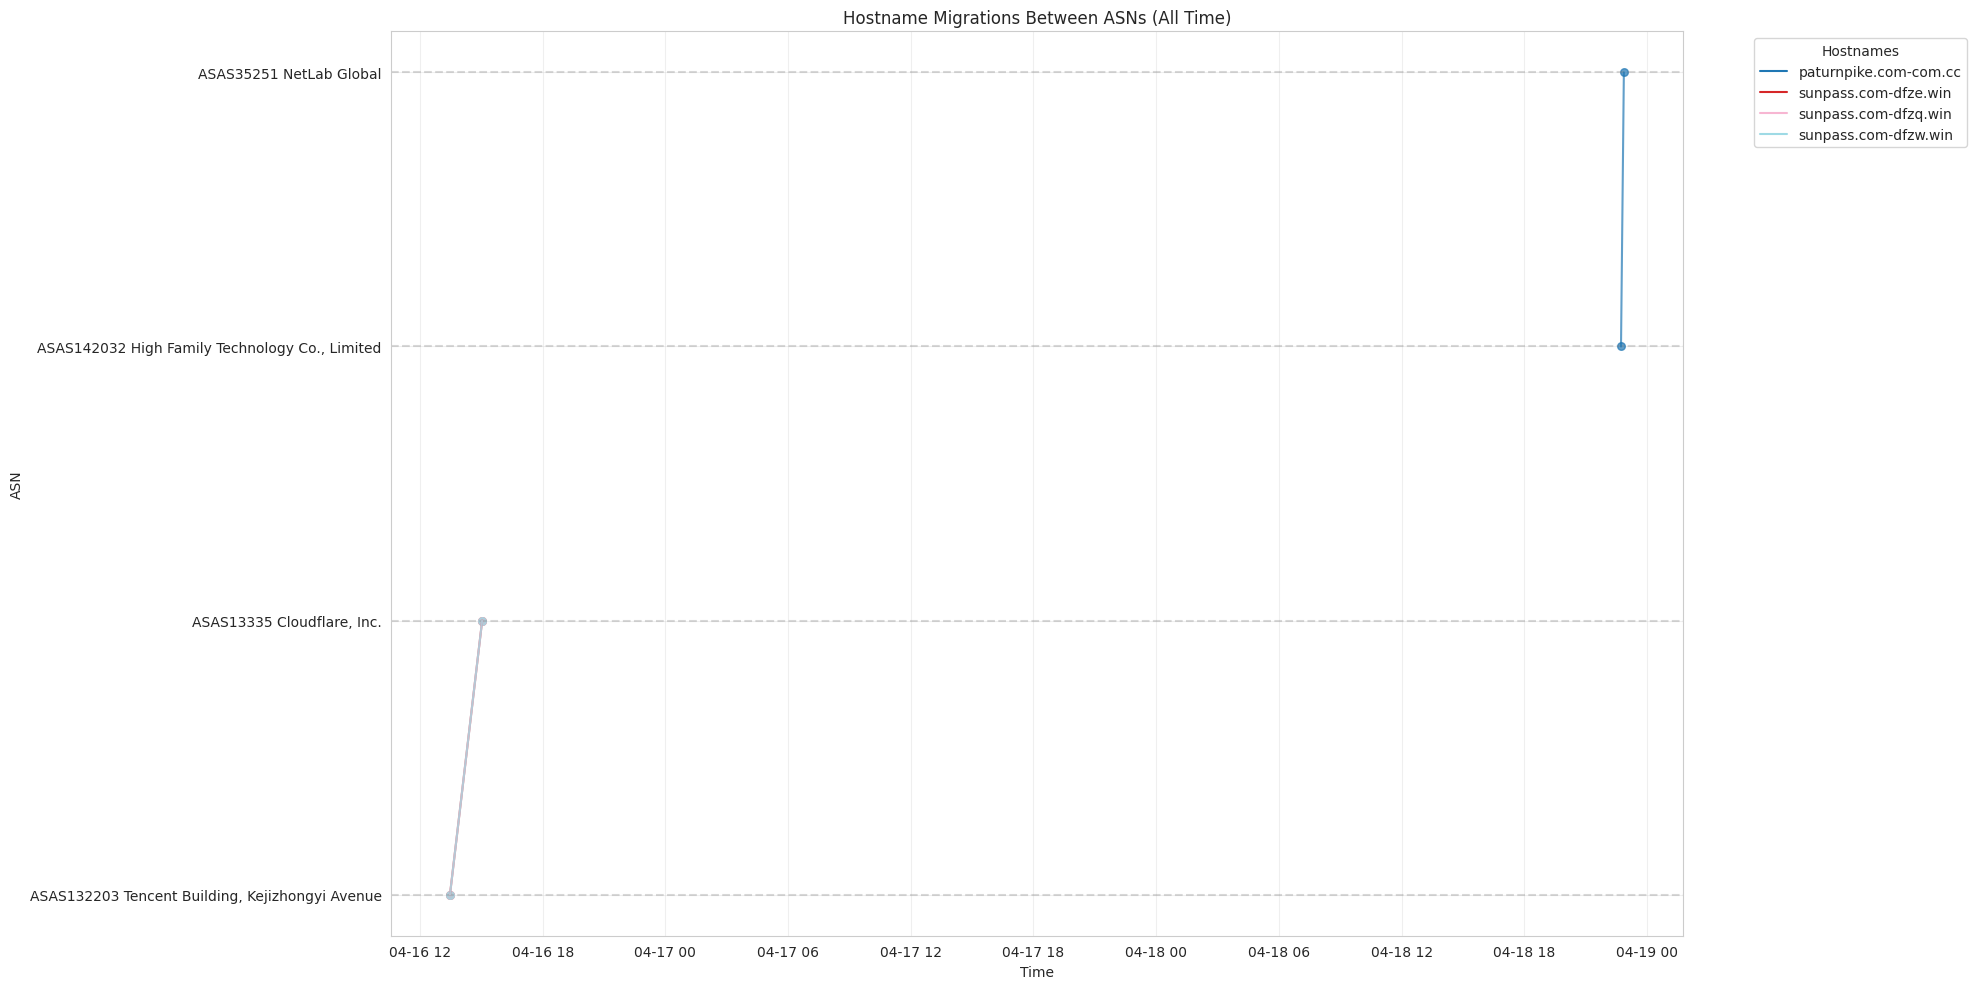 Hostname Migrations Between ASNs (All Time)
Hostnames
paturnpike.com-com.cc
sunpass.com-dfze.win
sunpass.com-dfzq.win
sunpass.com-dfzw.win
ASN
ASAS35251 NetLab Global
ASAS142032 High Family Technology Co., Limited
ASAS13335 Cloudflare, Inc.
ASAS132203 Tencent Building, Kejizhongyi Avenue
04-16 12 04-16 18 04-17 00 04-17 06 04-17 12 04-17 18 04-18 00 04-18 06 04-18 12 04-18 18 04-19 00
Time